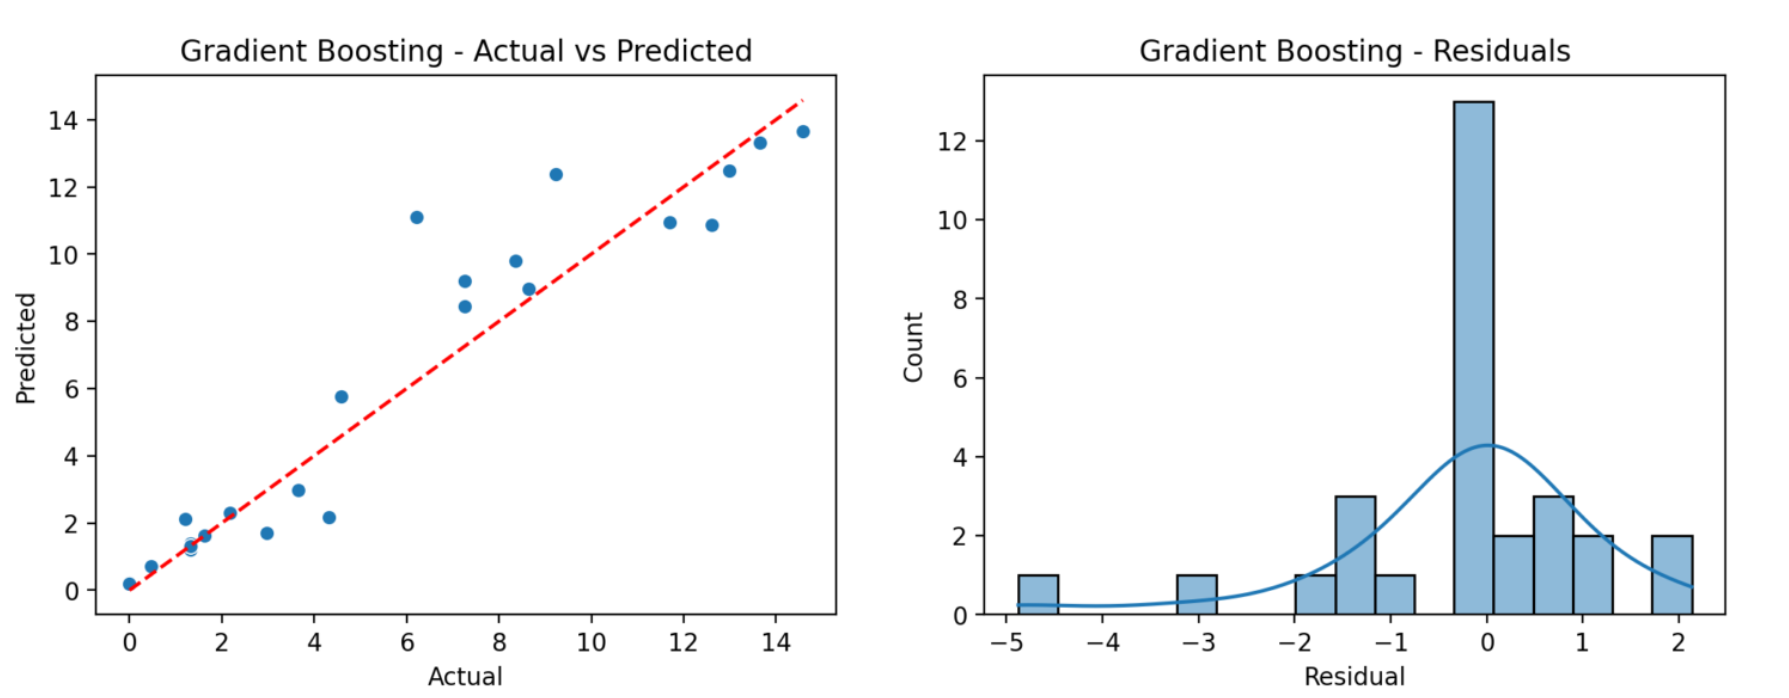 Gradient Boosting - Actual vs Predicted
14
12
10
8
6
4
2
0
Predicted
0 2 4 6 8 10 12 14
Actual
Gradient Boosting - Residuals
12
10
8
6
4
2
0
Count
−5 −4 −3 −2 −1 0 1 2
Residual